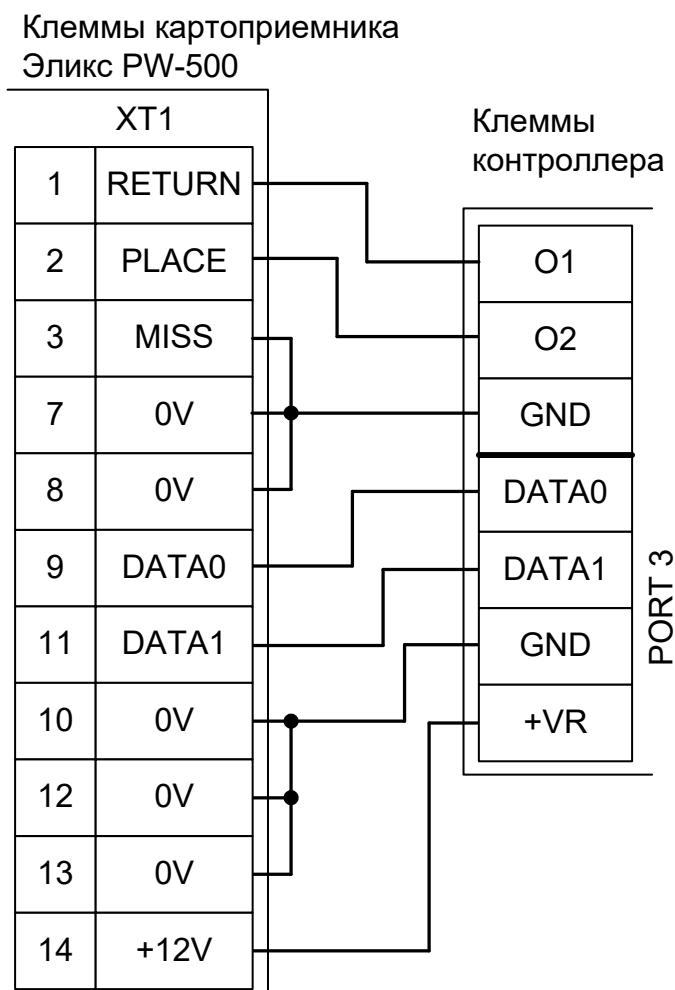 Клеммы картоприемника
Эликс PW-500
XT1
Клеммы
контроллера
1 RETURN
2 PLACE
3 MISS
7 0V
8 0V
9 DATA0
11 DATA1
10 0V
12 0V
13 0V
14 +12V
O1
O2
GND
DATA0
DATA1
GND
+VR
PORT 3